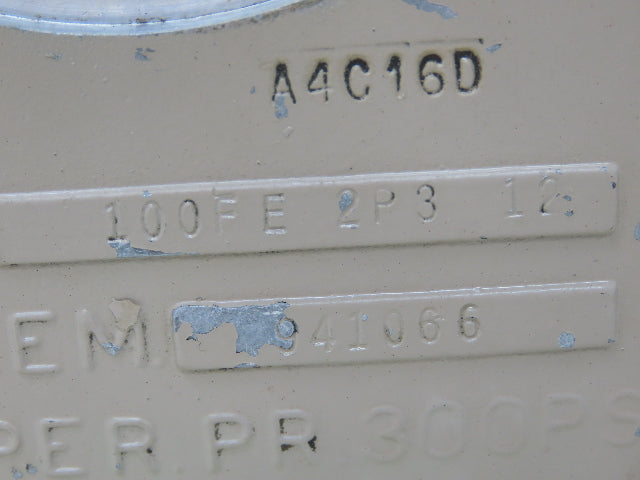 A4C16D
100FE 2P3 12
EM. 941066
PER. PR. 300PS